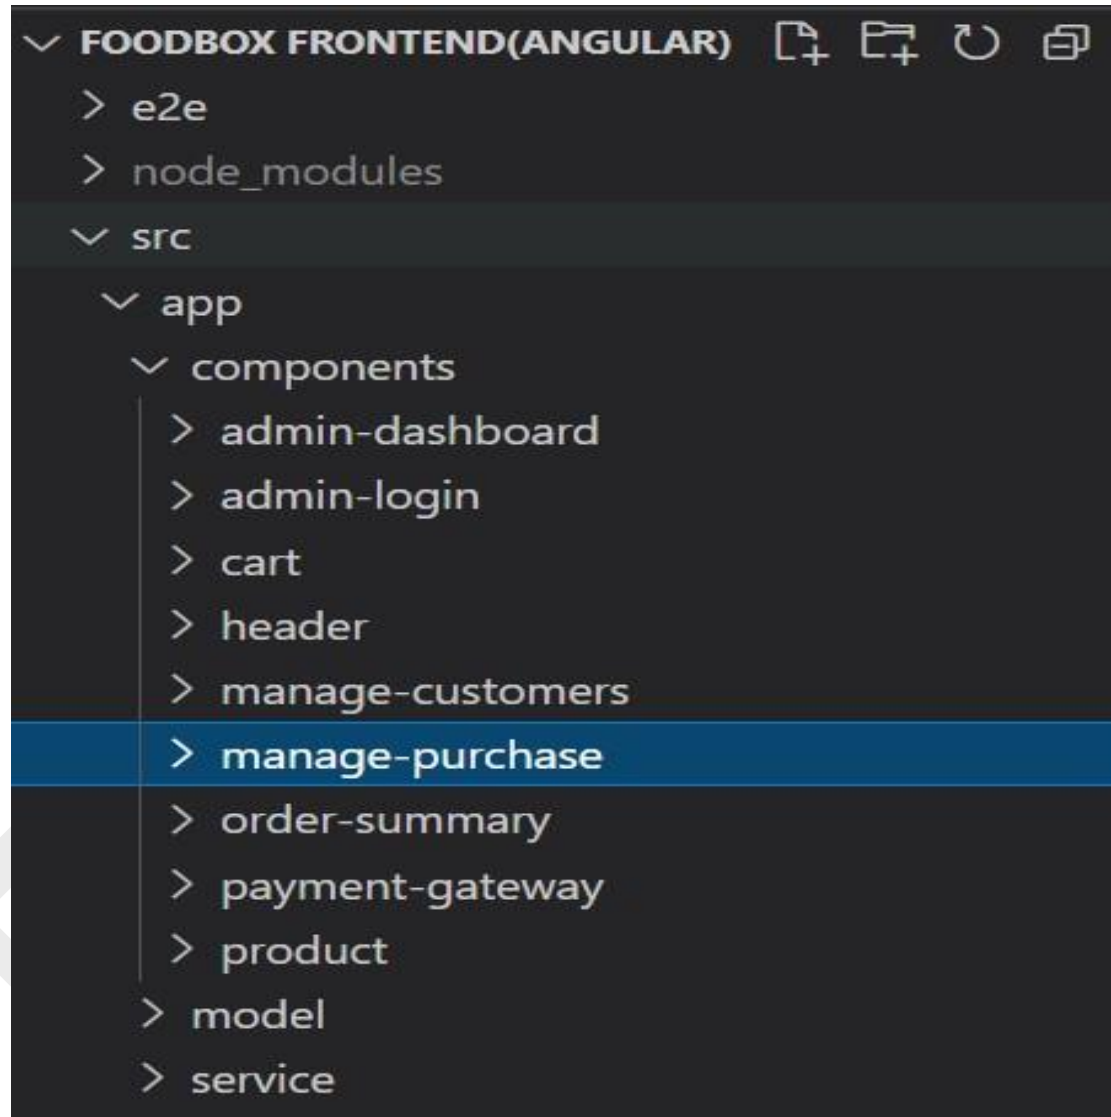 FOODBOX FRONTEND(ANGULAR)
e2e
node_modules
src
app
components
admin-dashboard
admin-login
cart
header
manage-customers
manage-purchase
order-summary
payment-gateway
product
model
service